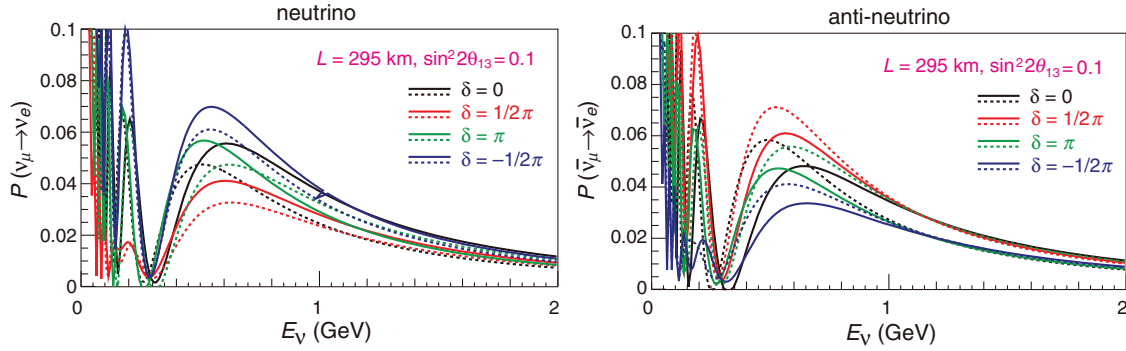 neutrino
P (νμ→νe)
0.1
0.08
0.06
0.04
0.02
0
L = 295 km, sin²2θ₁₃=0.1
δ = 0
δ = 1/2π
δ = π
δ = −1/2π
1
2
Eν (GeV)
anti-neutrino
P (ν̄μ→ν̄e)
0.1
0.08
0.06
0.04
0.02
0
L = 295 km, sin²2θ₁₃=0.1
δ = 0
δ = 1/2π
δ = π
δ = −1/2π
0
1
2
Eν (GeV)